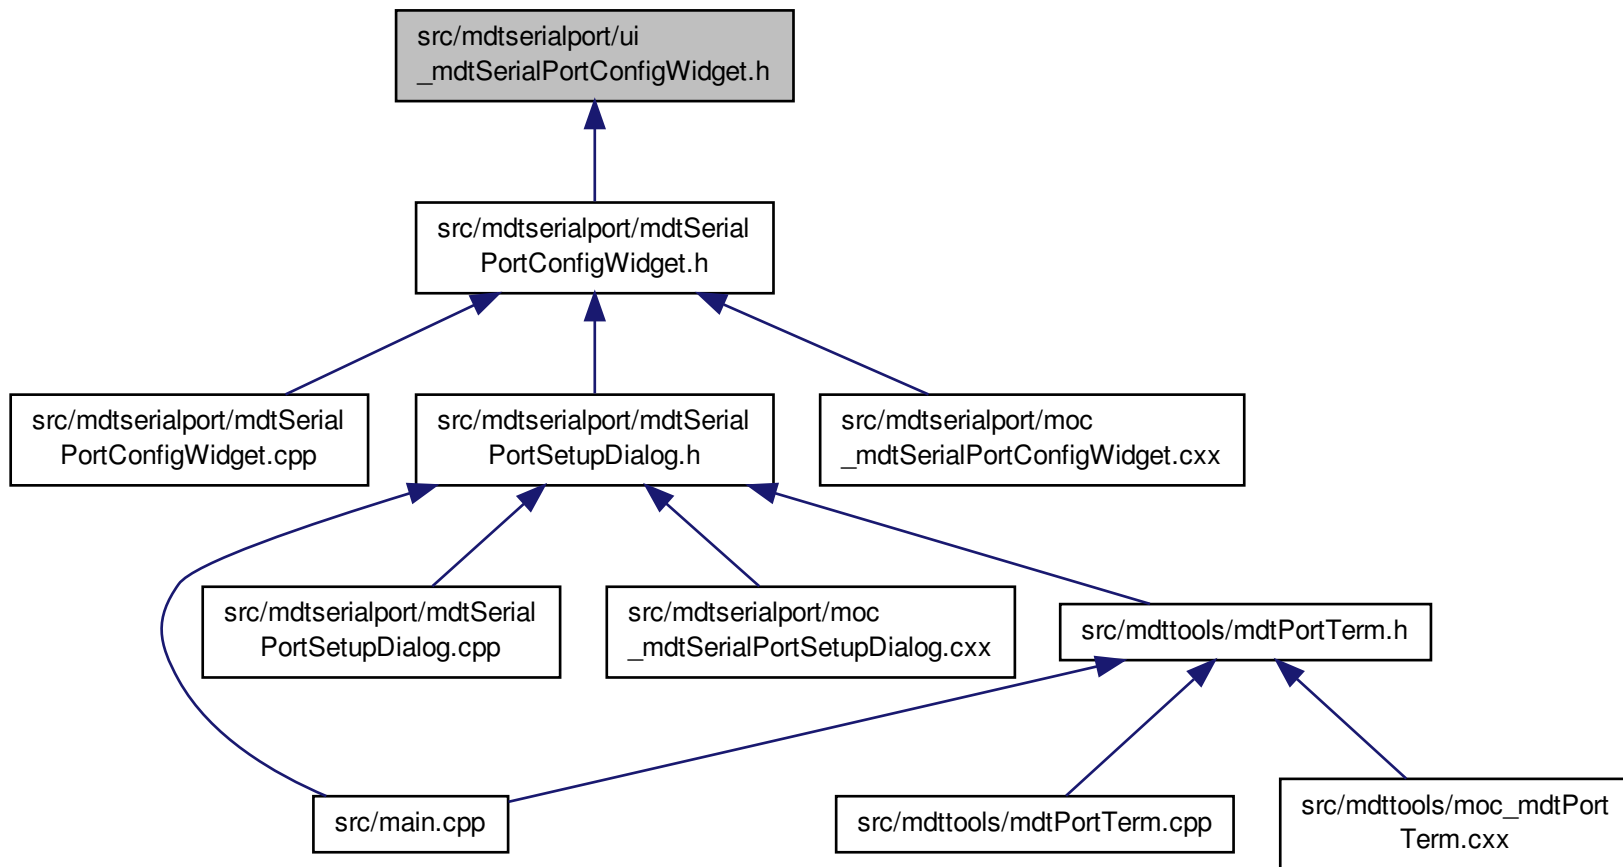 src/mdtserialport/ui
_mdtSerialPortConfigWidget.h
src/mdtserialport/mdtSerial
PortConfigWidget.h
src/mdtserialport/mdtSerial
PortConfigWidget.cpp
src/mdtserialport/mdtSerial
PortSetupDialog.h
src/mdtserialport/moc
_mdtSerialPortConfigWidget.cxx
src/mdtserialport/mdtSerial
PortSetupDialog.cpp
src/mdtserialport/moc
_mdtSerialPortSetupDialog.cxx
src/mdttools/mdtPortTerm.h
src/main.cpp
src/mdttools/mdtPortTerm.cpp
src/mdttools/moc_mdtPort
Term.cxx